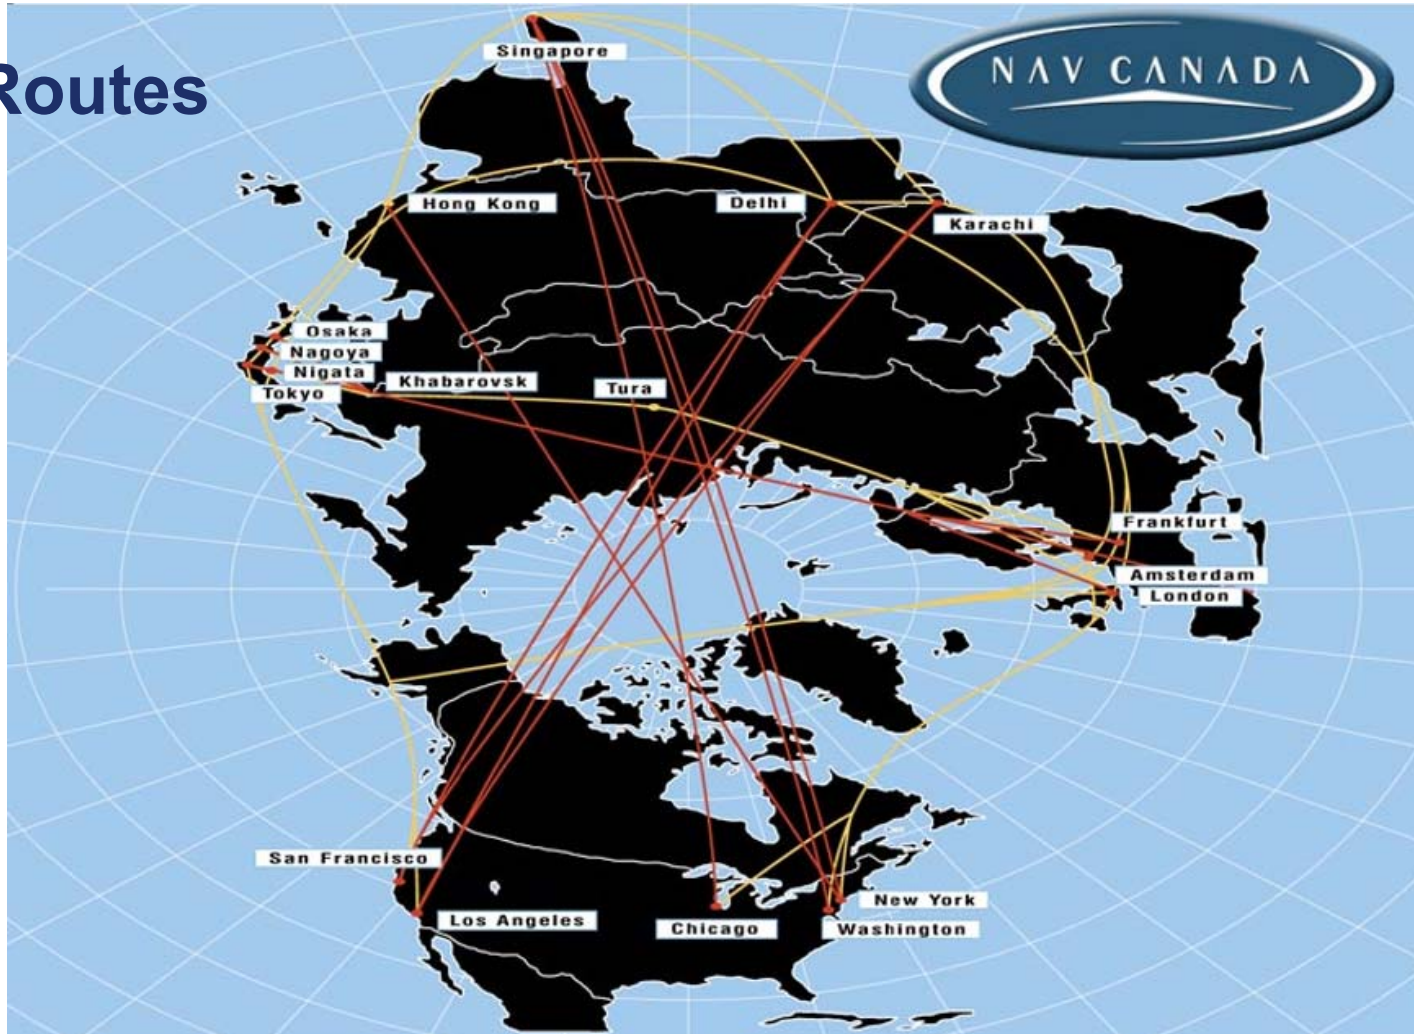 Routes
NAV CANADA
Singapore
Hong Kong
Delhi
Karachi
Osaka
Nagoya
Nigata
Tokyo
Khabarovsk
Tura
Frankfurt
Amsterdam
London
San Francisco
Los Angeles
Chicago
New York
Washington